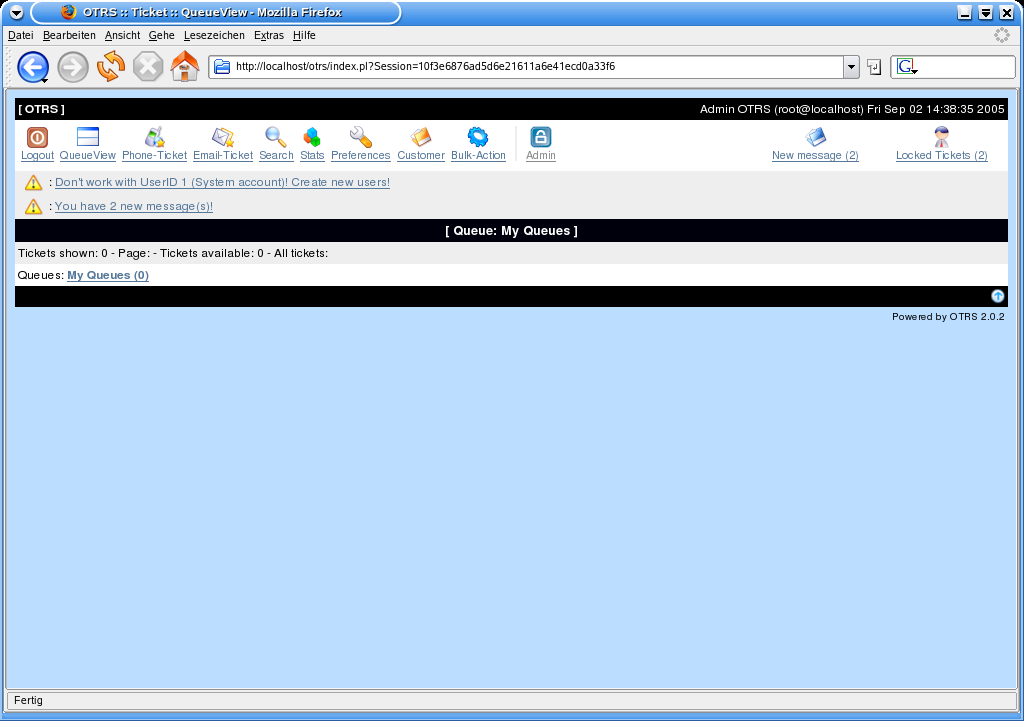 OTRS :: Ticket :: QueueView - Mozilla Firefox
Datei Bearbeiten Ansicht Gehe Lesezeichen Extras Hilfe
http://localhost/otrs/index.pl?Session=10f3e6876ad5d6e21611a6e41ecd0a33f6
G
[ OTRS ] Admin OTRS (root@localhost) Fri Sep 02 14:38:35 2005
Logout QueueView Phone-Ticket Email-Ticket Search Stats Preferences Customer Bulk-Action Admin New message (2) Locked Tickets (2)
: Don't work with UserID 1 (System account)! Create new users!
: You have 2 new message(s)!
[ Queue: My Queues ]
Tickets shown: 0 - Page: - Tickets available: 0 - All tickets:
Queues: My Queues (0)
Powered by OTRS 2.0.2
Fertig